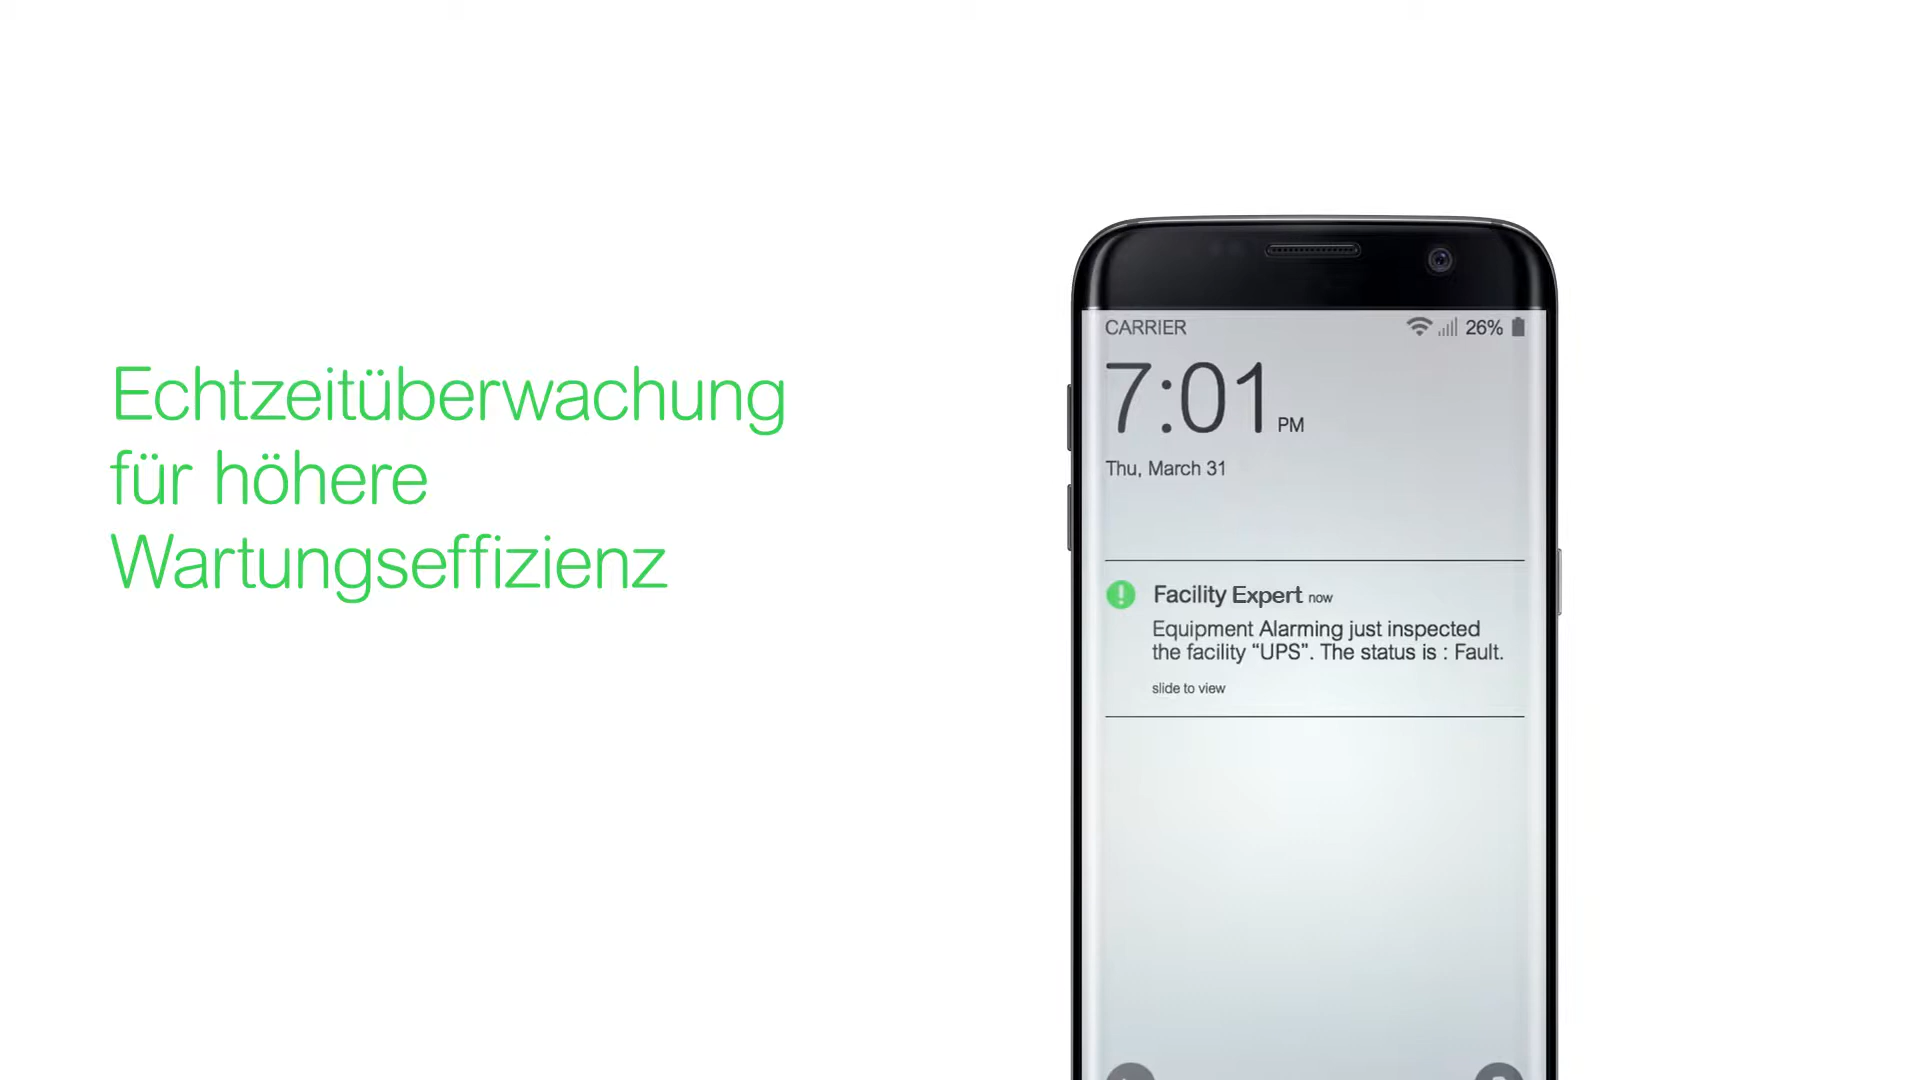 Echtzeitüberwachung
für höhere
Wartungseffizienz
CARRIER
26%
7:01 PM
Thu, March 31
Facility Expert now
Equipment Alarming just inspected
the facility “UPS”. The status is : Fault.
slide to view